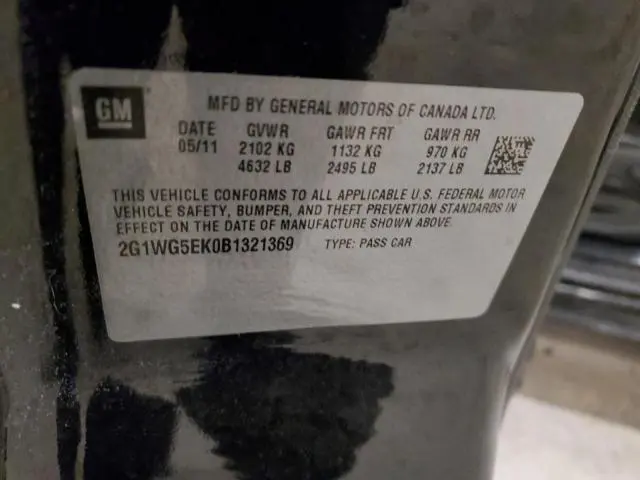 GM
MFD BY GENERAL MOTORS OF CANADA LTD.
DATE GVWR GAWR FRT GAWR RR
05/11 2102 KG 1132 KG 970 KG
4632 LB 2495 LB 2137 LB
THIS VEHICLE CONFORMS TO ALL APPLICABLE U.S. FEDERAL MOTOR
VEHICLE SAFETY, BUMPER, AND THEFT PREVENTION STANDARDS IN
EFFECT ON THE DATE OF MANUFACTURE SHOWN ABOVE.
2G1WG5EK0B1321369 TYPE: PASS CAR